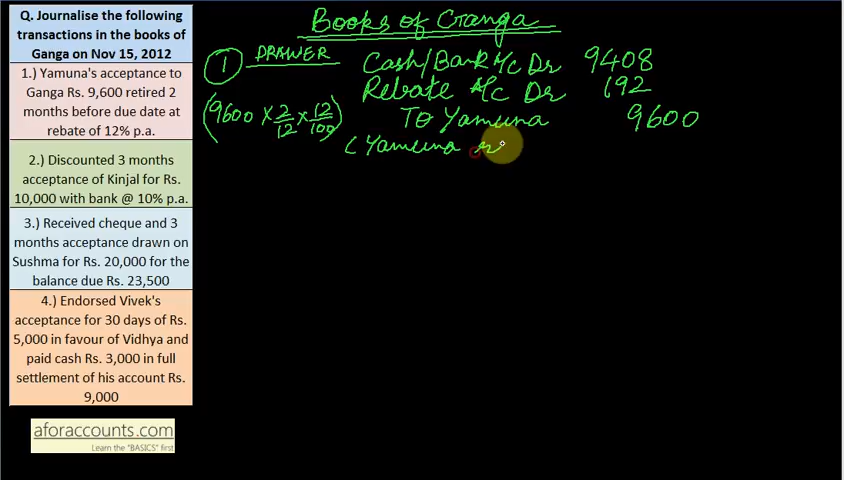 Q. Journalise the following
transactions in the books of
Ganga on Nov 15, 2012
1.) Yamuna's acceptance to
Ganga Rs. 9,600 retired 2
months before due date at
rebate of 12% p.a.
2.) Discounted 3 months
acceptance of Kinjal for Rs.
10,000 with bank @ 10% p.a.
3.) Received cheque and 3
months acceptance drawn on
Sushma for Rs. 20,000 for the
balance due Rs. 23,500
4.) Endorsed Vivek's
acceptance for 30 days of Rs.
5,000 in favour of Vidhya and
paid cash Rs. 3,000 in full
settlement of his account Rs.
9,000
aforaccounts.com
Learn the "BASICS" first
Books of Ganga
1 DRAWER Cash/Bank A/c Dr 9408
Rebate A/c Dr 192
(9600 × 2/12 × 12/100) To Yamuna 9600
(Yamuna r